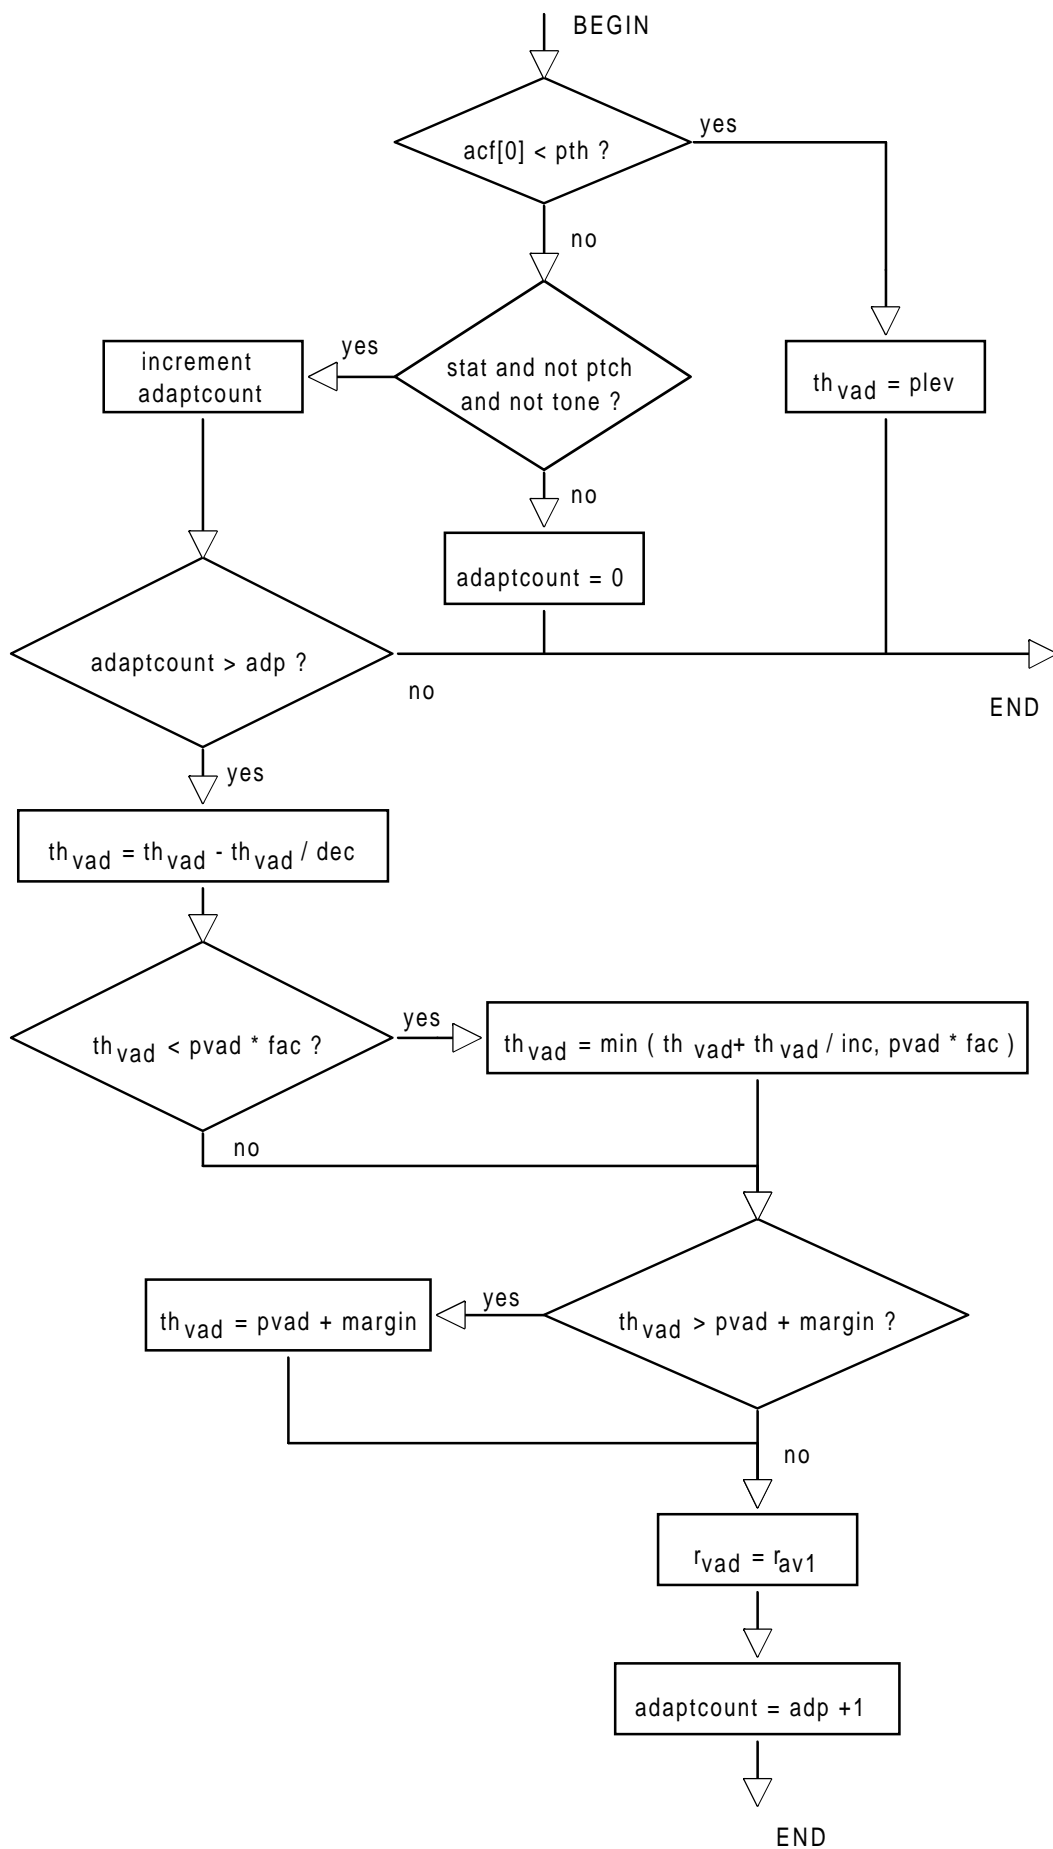 BEGIN
acf[0] < pth ?
yes
no
stat and not ptch
and not tone ?
yes
increment
adaptcount
th vad = plev
no
adaptcount = 0
adaptcount > adp ?
no
END
yes
th vad = th vad - th vad / dec
th vad < pvad * fac ?
yes
th vad = min ( th vad + th vad / inc, pvad * fac )
no
th vad > pvad + margin ?
yes
th vad = pvad + margin
no
r vad = r av1
adaptcount = adp +1
END